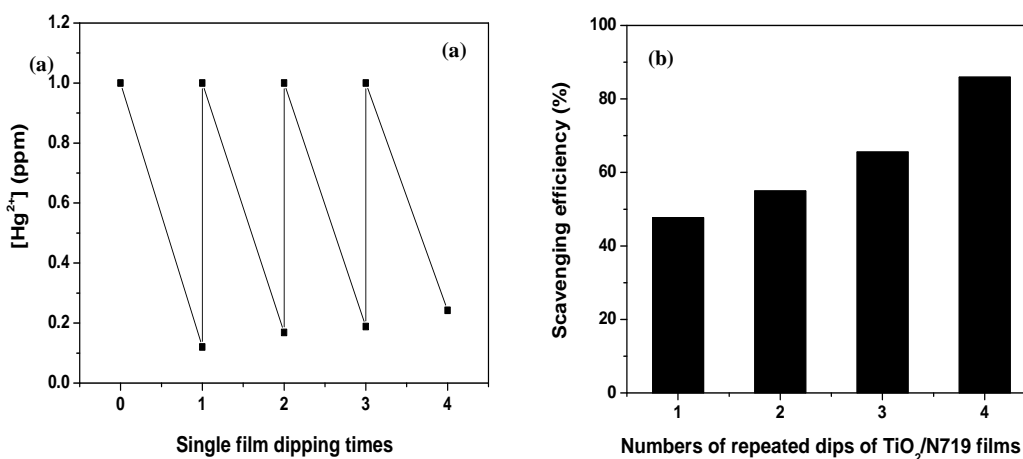 (a)
(a)
[Hg²⁺] (ppm)
1.2
1.0
0.8
0.6
0.4
0.2
0.0
0 1 2 3 4
Single film dipping times
(b)
Scavenging efficiency (%)
100
80
60
40
20
0
1 2 3 4
Numbers of repeated dips of TiO₂/N719 films